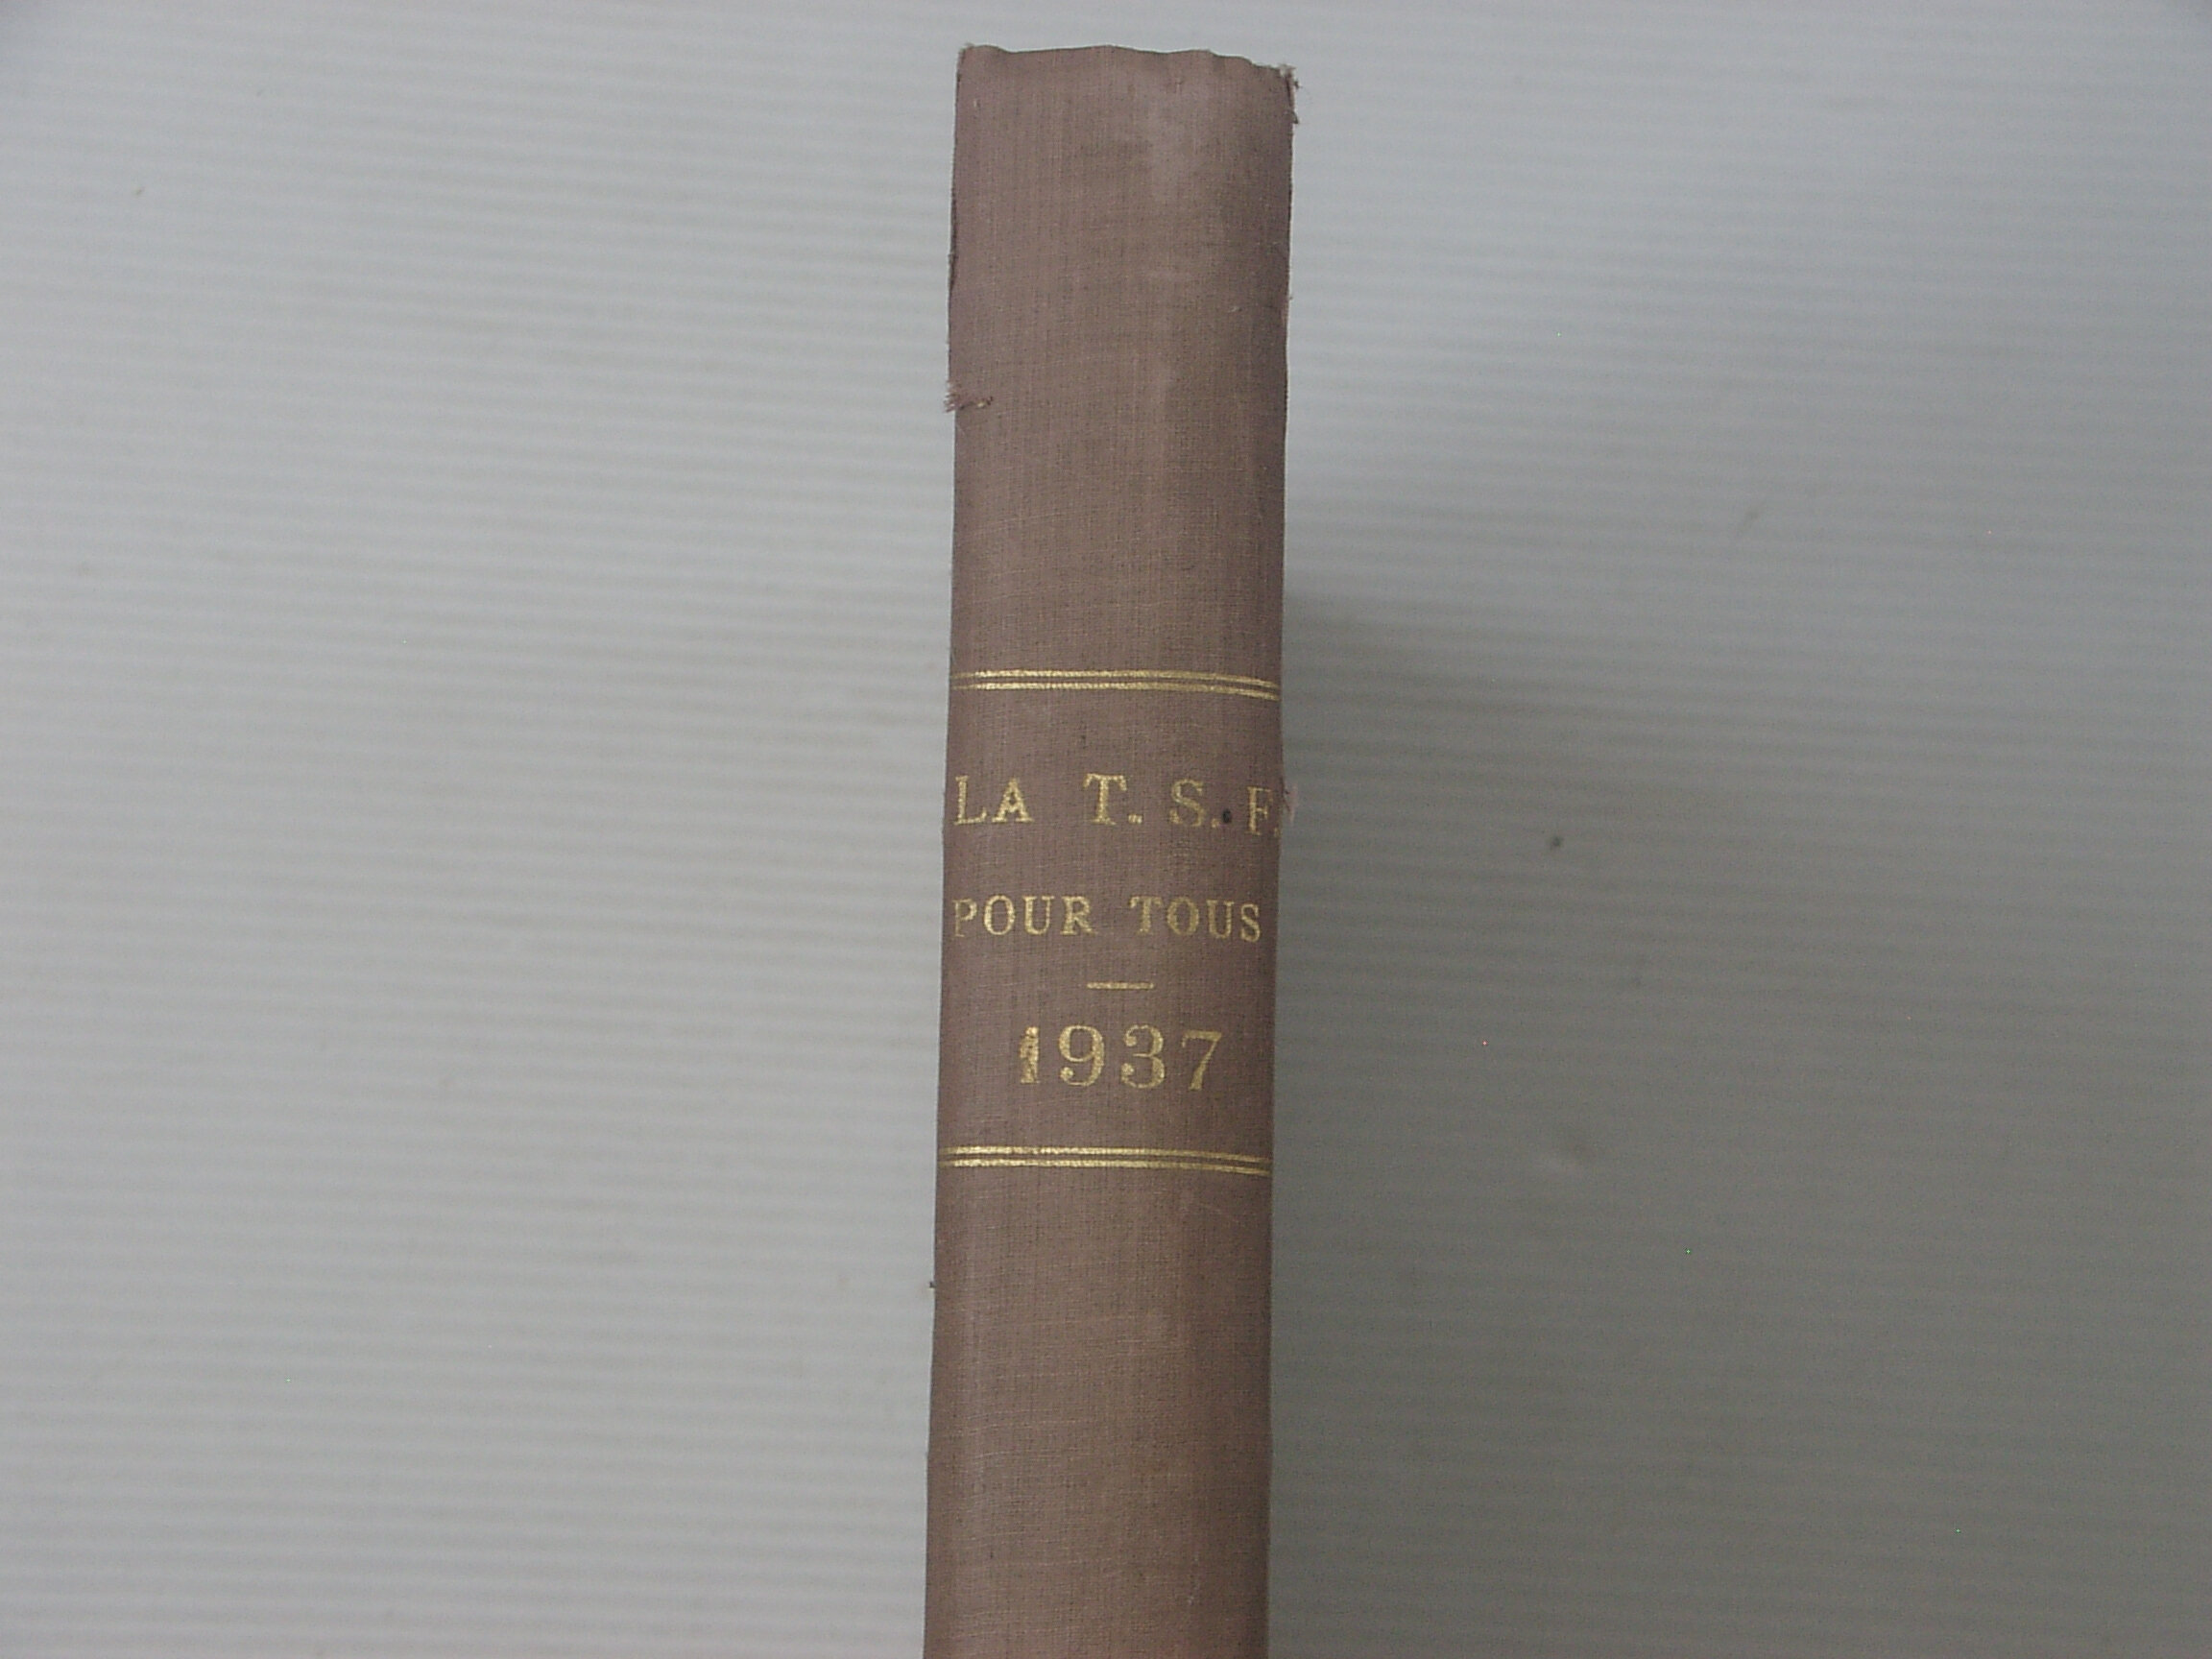 LA T. S. F.
POUR TOUS
1937